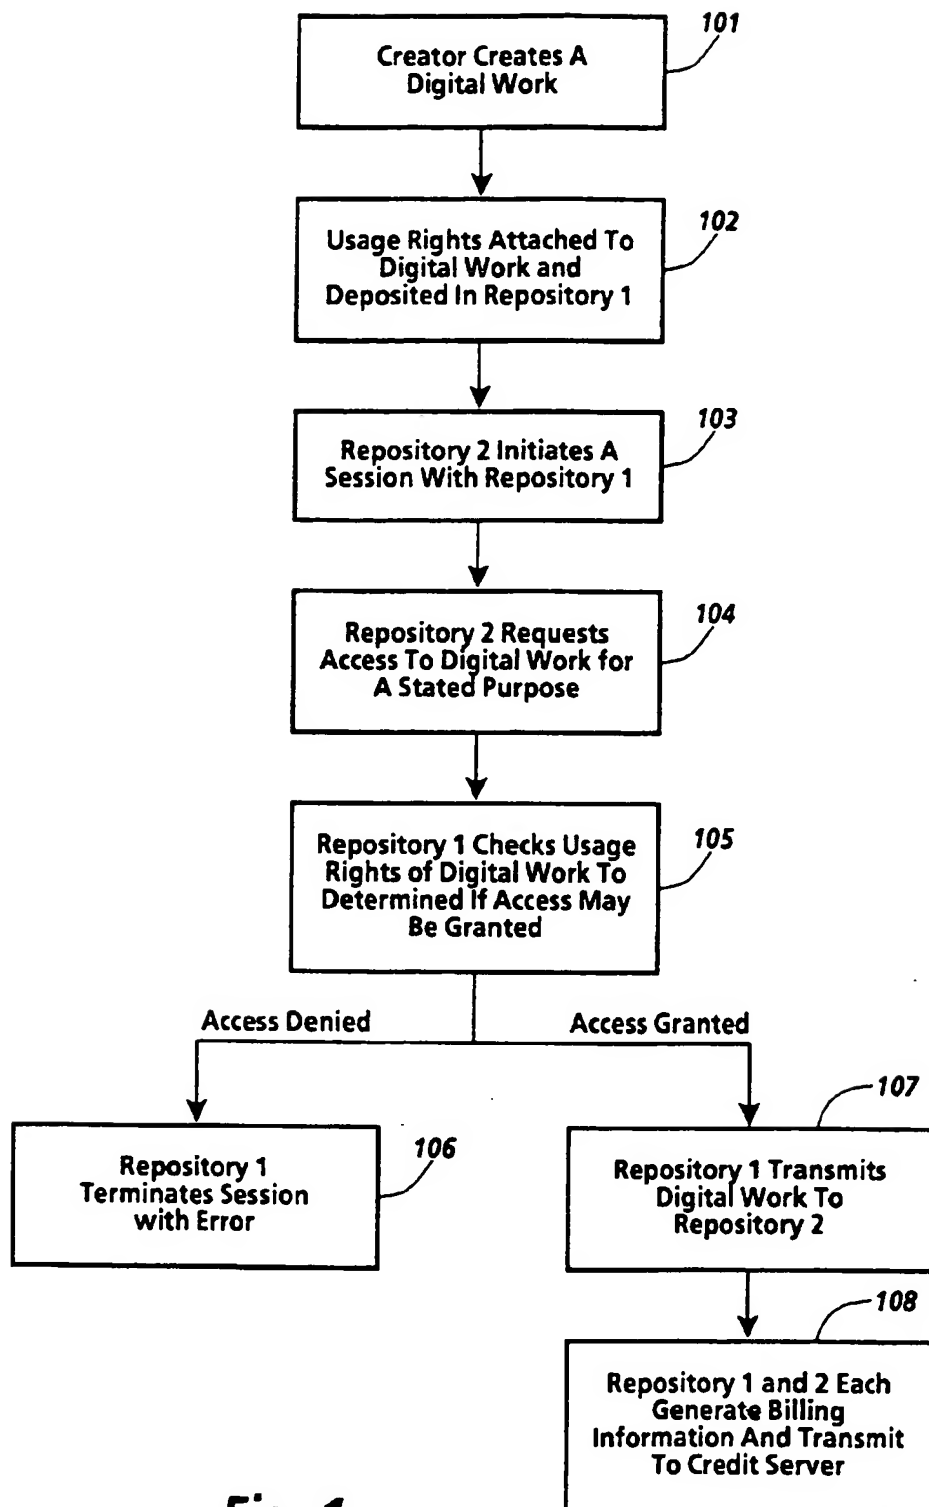 101
Creator Creates A
Digital Work
102
Usage Rights Attached To
Digital Work and
Deposited In Repository 1
103
Repository 2 Initiates A
Session With Repository 1
104
Repository 2 Requests
Access To Digital Work for
A Stated Purpose
105
Repository 1 Checks Usage
Rights of Digital Work To
Determined If Access May
Be Granted
Access Denied
Access Granted
106
Repository 1
Terminates Session
with Error
107
Repository 1 Transmits
Digital Work To
Repository 2
108
Repository 1 and 2 Each
Generate Billing
Information And Transmit
To Credit Server
Fig. 1